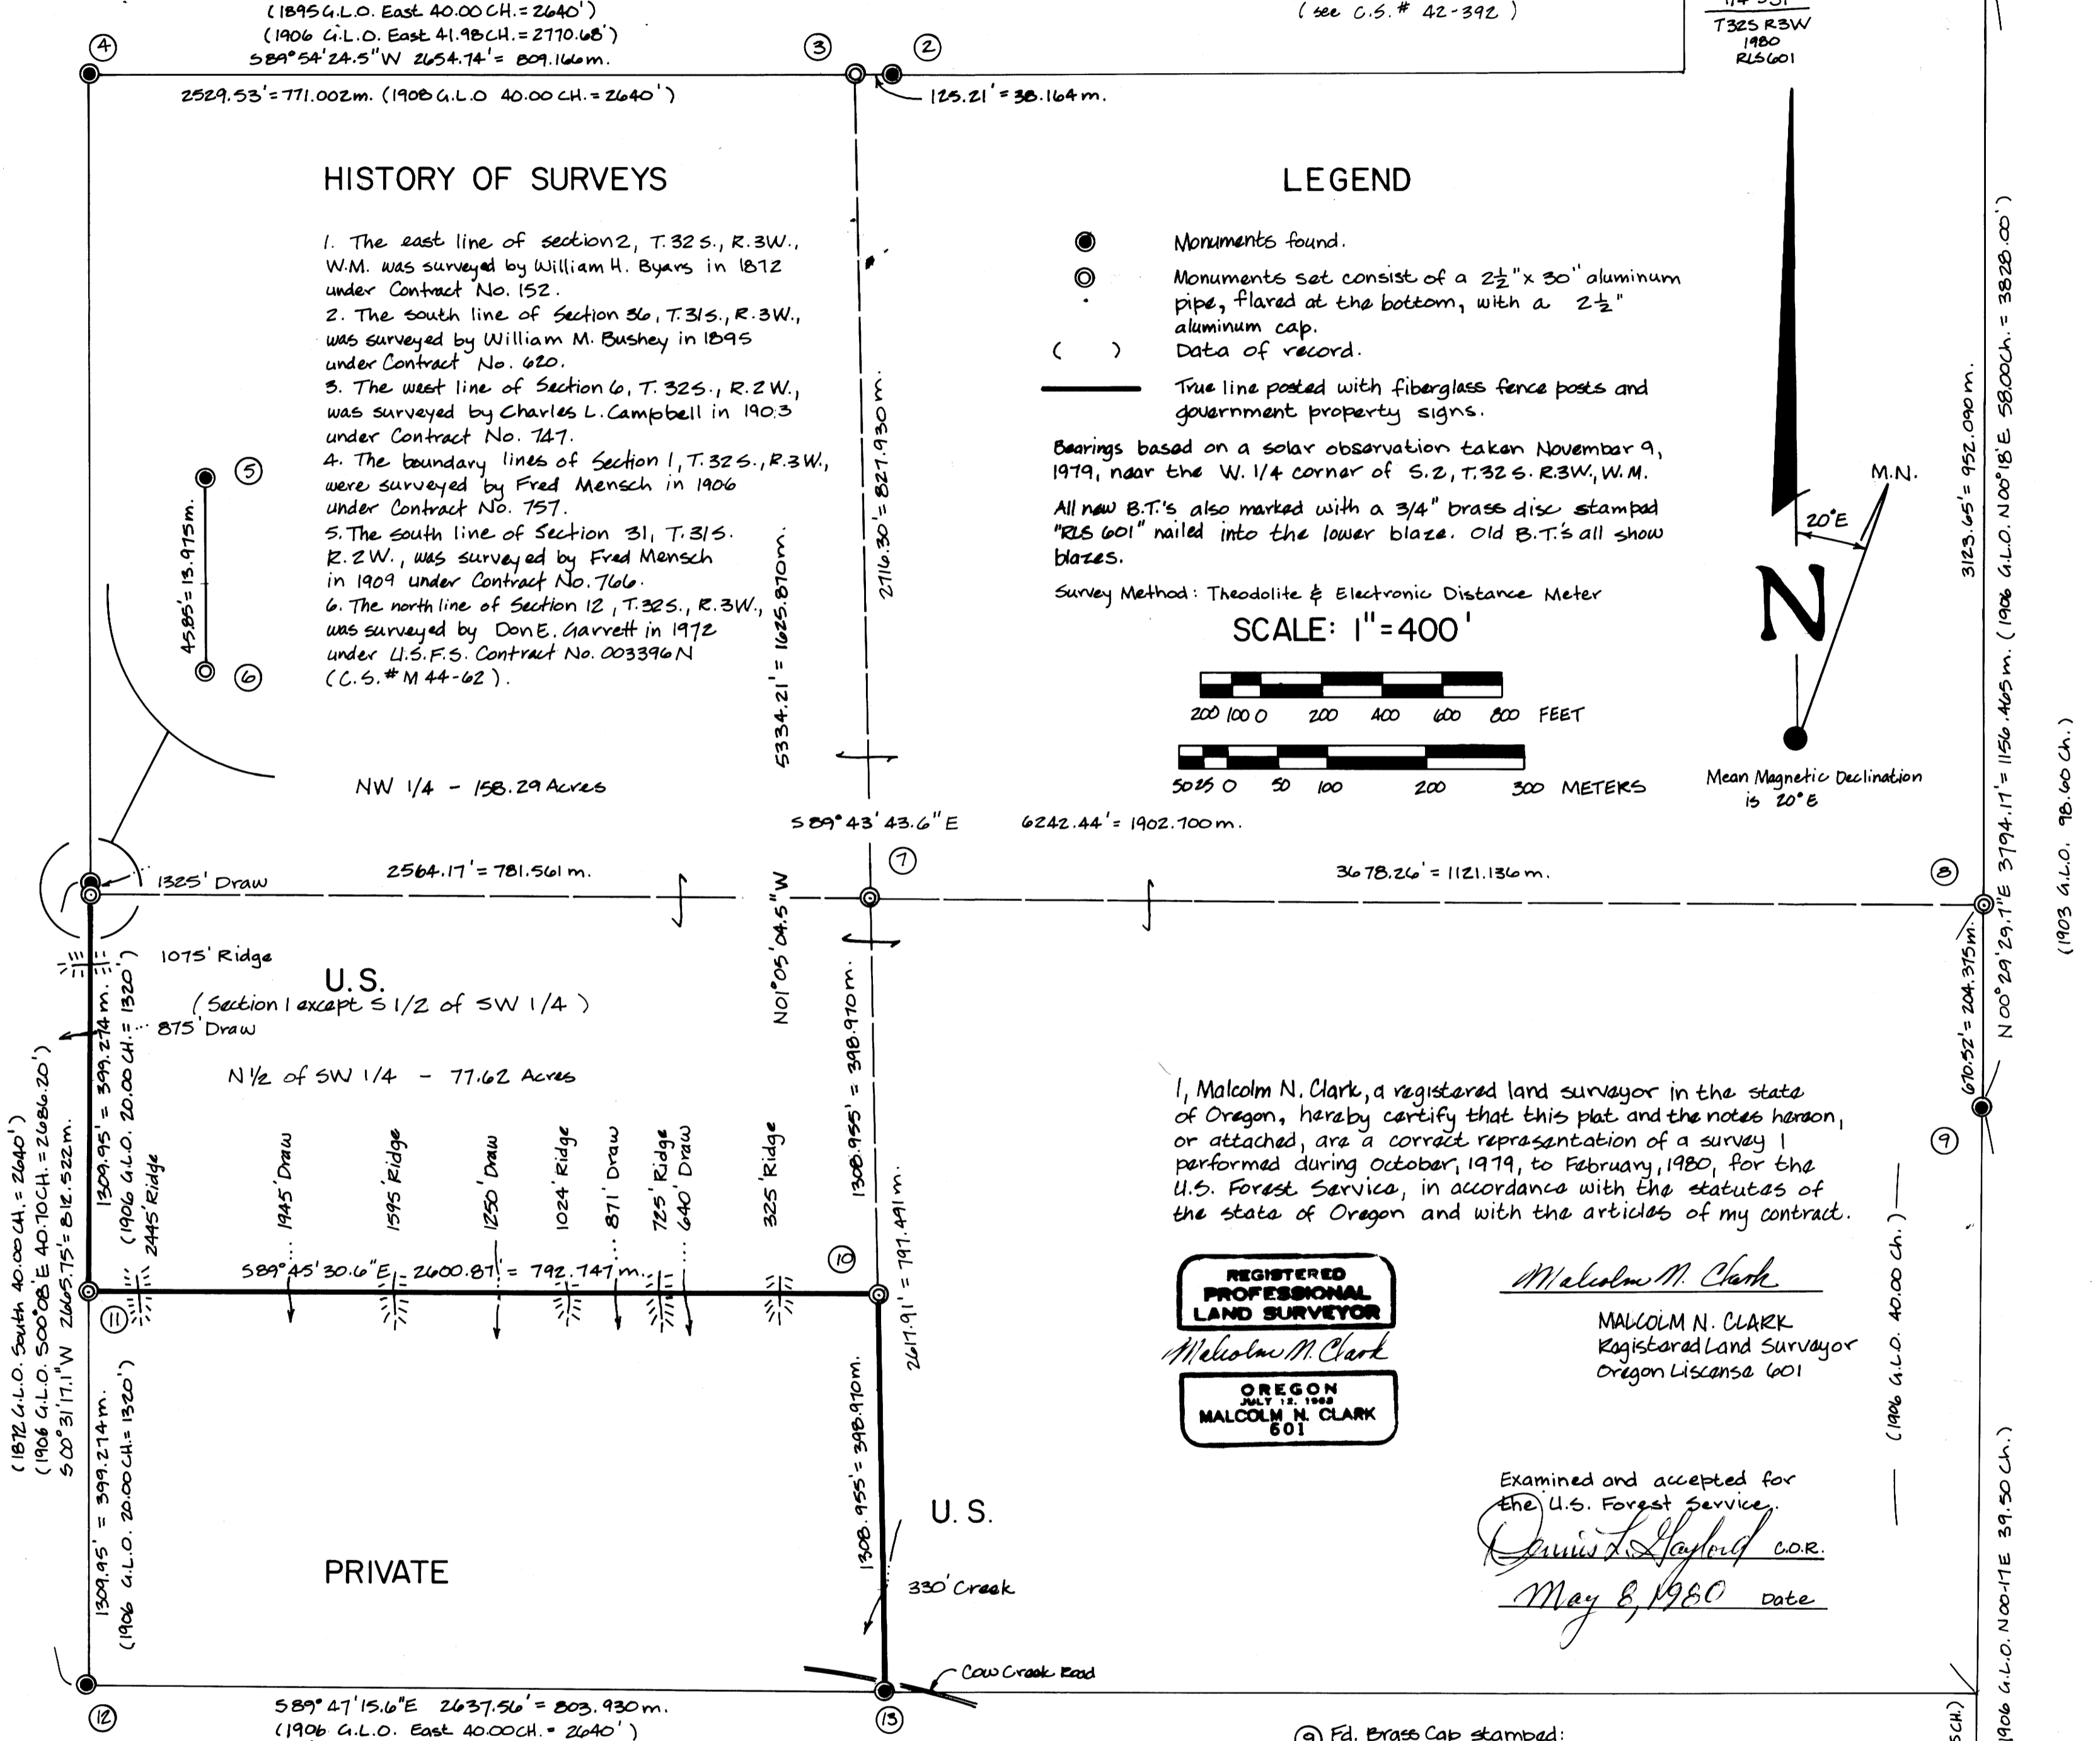 (1895 G.L.O. East 40.00 CH. = 2640')
(1906 G.L.O. East 41.98 CH. = 2770.68')
S89°54'24.5"W 2654.74' = 809.166m.
(see C.S.# 42-392)
T32S R3W
1980
RLS601
4
3
2
2529.53' = 771.002m. (1908 G.L.O 40.00 CH. = 2640')
125.21' = 38.164m.
HISTORY OF SURVEYS
1. The east line of section 2, T.32S., R.3W.,
W.M. was surveyed by William H. Byars in 1872
under Contract No. 152.
2. The south line of Section 36, T.31S., R.3W.,
was surveyed by William M. Bushey in 1895
under Contract No. 620.
3. The west line of Section 6, T. 32S., R.2W.,
was surveyed by Charles L. Campbell in 1903
under Contract No. 747.
4. The boundary lines of Section 1, T.32S., R.3W.,
were surveyed by Fred Mensch in 1906
under Contract No. 757.
5. The south line of Section 31, T.31S.
R.2W., was surveyed by Fred Mensch
in 1909 under Contract No. 766.
6. The north line of Section 12, T.32S., R.3W.,
was surveyed by Don E. Garrett in 1972
under U.S.F.S. Contract No. 003396N
(C.S.# M 44-62).
5
45.85' = 13.975m.
6
5334.21' = 1625.870m.
2716.30' = 827.930m.
LEGEND
Monuments found.
Monuments set consist of a 2½" x 30" aluminum
pipe, flared at the bottom, with a 2½"
aluminum cap.
( ) Data of record.
True line posted with fiberglass fence posts and
government property signs.
Bearings based on a solar observation taken November 9,
1979, near the W. 1/4 corner of S.2, T.32S. R.3W., W.M.
All new B.T.'s also marked with a 3/4" brass disc stamped
"RLS 601" nailed into the lower blaze. Old B.T.'s all show
blazes.
Survey Method: Theodolite & Electronic Distance Meter
SCALE: 1"=400'
200 100 0 200 400 600 800 FEET
50 25 0 50 100 200 300 METERS
M.N.
20°E
N
Mean Magnetic Declination
is 20°E
3123.65' = 952.090m.
N00°29'29.7"E 3794.17' = 1156.465m. (1906 G.L.O. N00°18'E 58.00Ch. = 3828.00')
(1903 G.L.O. 98.60 Ch.)
NW 1/4 - 158.29 Acres
S89°43'43.6"E 6242.44' = 1902.700m.
7
2564.17' = 781.561m.
3678.26' = 1121.136m.
8
1325' Draw
1075' Ridge
U.S.
(Section 1 except S 1/2 of SW 1/4)
875' Draw
N 1/2 of SW 1/4 - 77.62 Acres
N01°05'04.5"W
1308.955' = 398.970m.
670.52' = 204.375m.
9
(1872 G.L.O. South 40.00 CH. = 2640')
(1906 G.L.O. S00°08'E 40.70CH. = 2686.20')
S00°31'17.1"W 2665.75' = 812.522m.
1309.95' = 399.274m.
(1906 G.L.O. 20.00 CH. = 1320')
2445' Ridge
1945' Draw
1595' Ridge
1250' Draw
1024' Ridge
871' Draw
725' Ridge
640' Draw
325' Ridge
S89°45'30.6"E 2600.87' = 792.747m.
10
11
2617.91' = 797.491m.
I, Malcolm N. Clark, a registered land surveyor in the state
of Oregon, hereby certify that this plat and the notes hereon,
or attached, are a correct representation of a survey I
performed during October, 1979, to February, 1980, for the
U.S. Forest Service, in accordance with the statutes of
the state of Oregon and with the articles of my contract.
REGISTERED
PROFESSIONAL
LAND SURVEYOR
Malcolm N. Clark
OREGON
JULY 12, 1963
MALCOLM N. CLARK
601
Malcolm N. Clark
MALCOLM N. CLARK
Registered Land Surveyor
Oregon Liscense 601
(1906 G.L.O. 40.00 Ch.)
Examined and accepted for
the U.S. Forest Service.
Dennis L. Gaylord C.O.R.
May 8, 1980 Date
1309.95' = 399.274m.
(1906 G.L.O. 20.00CH. = 1320')
PRIVATE
1308.955' = 398.970m.
U.S.
330' Creek
Cow Creek Road
1906 G.L.O. N00-17E 39.50 Ch.)
12
S89°47'15.6"E 2637.56' = 803.930m.
(1906 G.L.O. East 40.00CH. = 2640')
13
9 Fd. Brass Cap stamped: